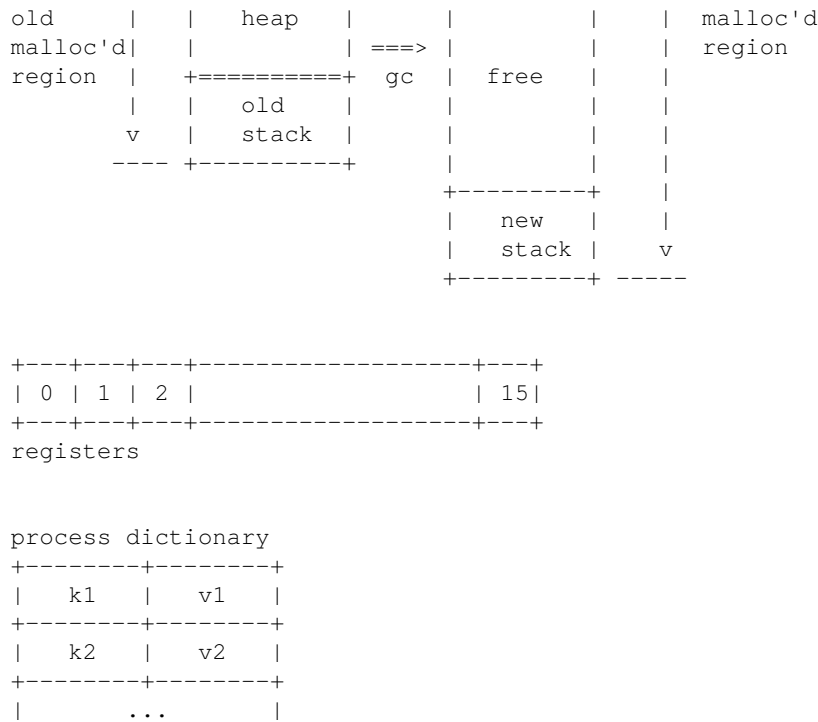 old       |  |   heap   |      |         |    |  malloc'd
malloc'd|  |          | ===> |         |    |  region
region    |  +==========+  gc  |  free   |    |
|  |   old    |      |         |    |
v  |   stack  |      |         |    |
---- +----------+      |         |    |
+---------+    |
|   new   |    |
|   stack |    v
+---------+ -----
+---+---+---+-------------------+---+
| 0 | 1 | 2 |                   | 15|
+---+---+---+-------------------+---+
registers
process dictionary
+--------+--------+
|   k1   |   v1   |
+--------+--------+
|   k2   |   v2   |
+--------+--------+
|       ...       |